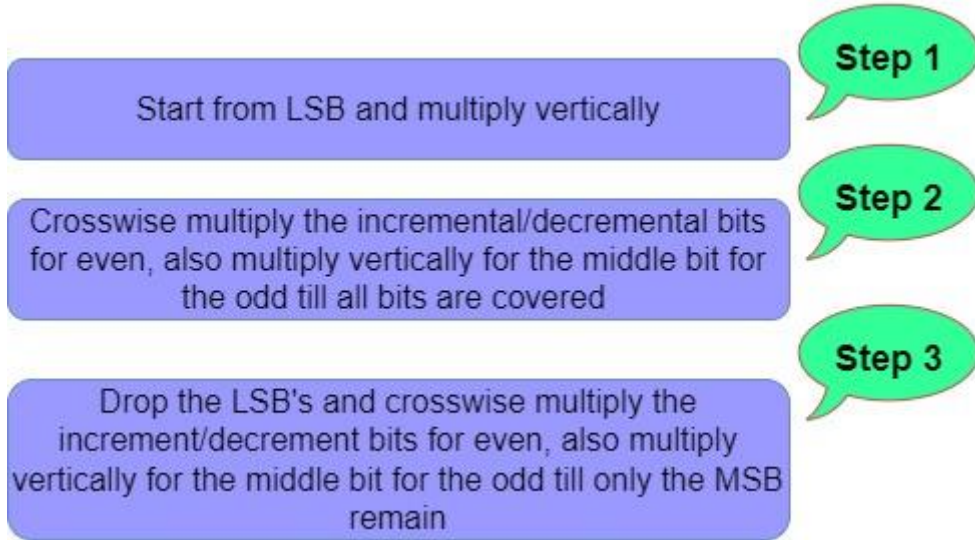 Step 1
Start from LSB and multiply vertically
Step 2
Crosswise multiply the incremental/decremental bits
for even, also multiply vertically for the middle bit for
the odd till all bits are covered
Step 3
Drop the LSB's and crosswise multiply the
increment/decrement bits for even, also multiply
vertically for the middle bit for the odd till only the MSB
remain